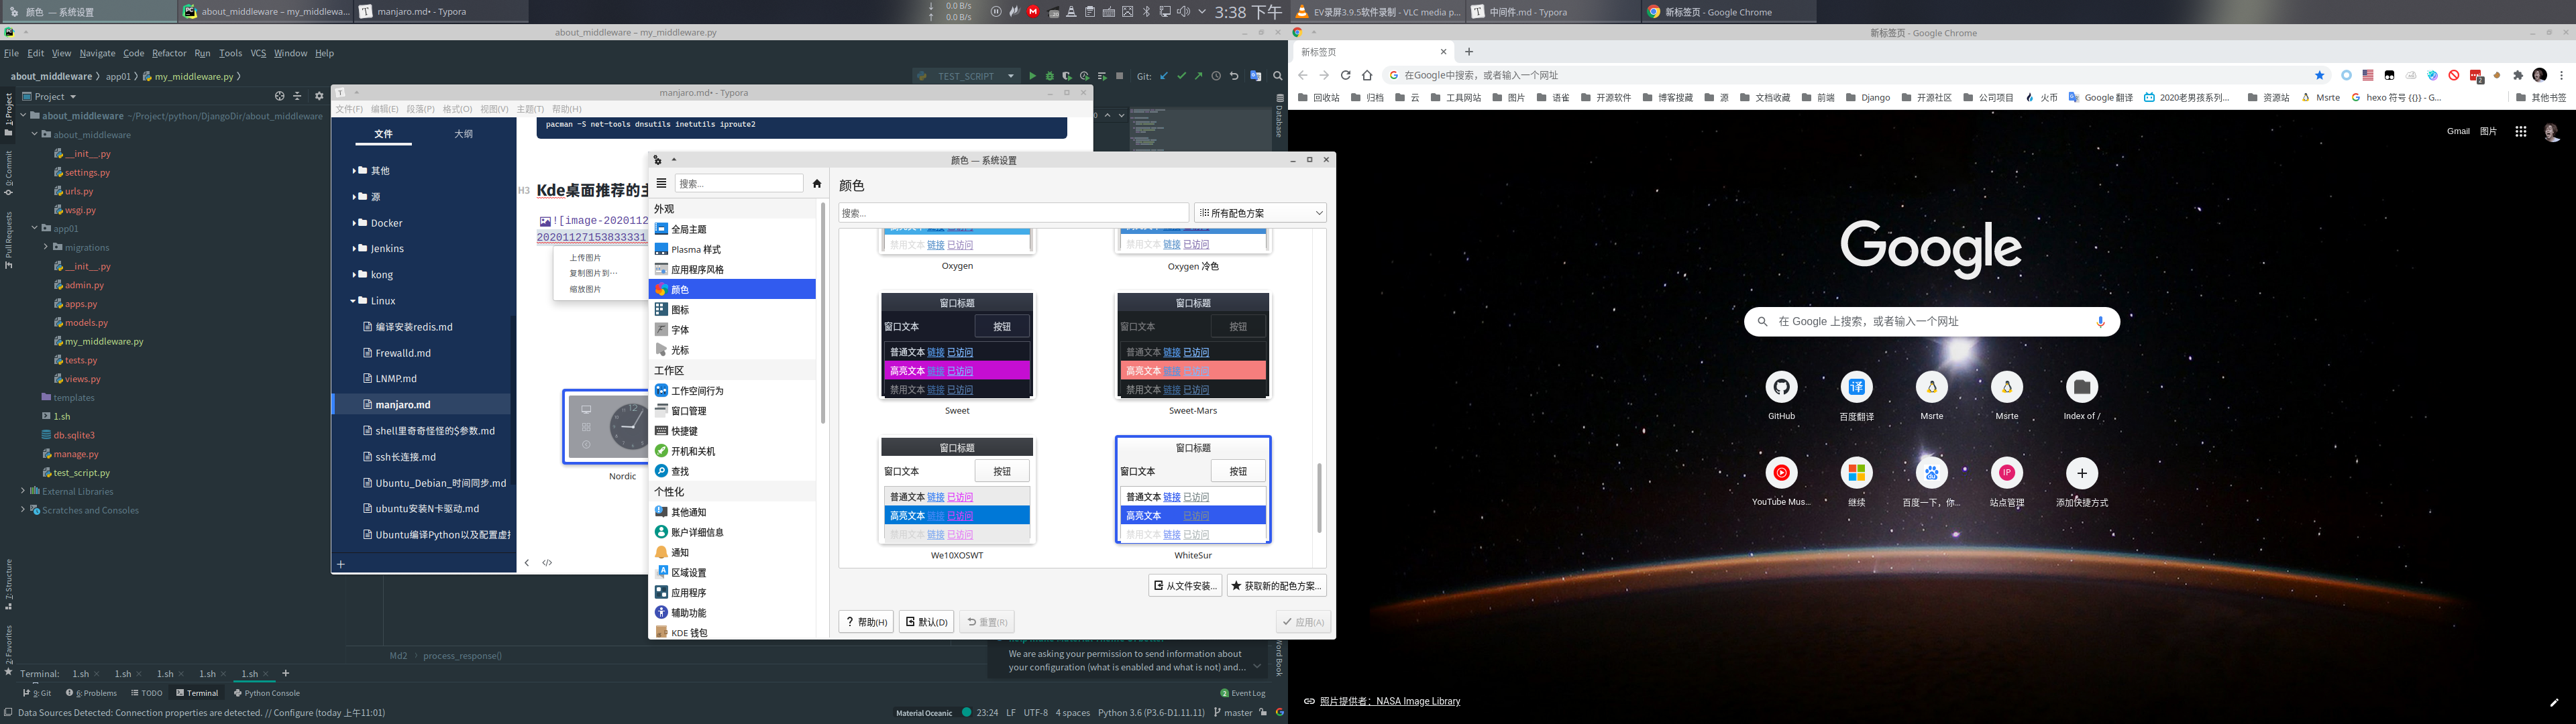 颜色 — 系统设置
about_middleware – my_middlewa...
manjaro.md• - Typora
0.0 B/s
0.0 B/s
3:38 下午
EV录屏3.9.5软件录制 - VLC media p...
中间件.md - Typora
新标签页 - Google Chrome
about_middleware – my_middleware.py
File Edit View Navigate Code Refactor Run Tools VCS Window Help
about_middleware
app01
my_middleware.py
TEST_SCRIPT
Git:
1: Project
0: Commit
Pull Requests
7: Structure
2: Favorites
Project
about_middleware ~/Project/python/DjangoDir/about_middleware
about_middleware
__init__.py
settings.py
urls.py
wsgi.py
app01
migrations
__init__.py
admin.py
apps.py
models.py
my_middleware.py
tests.py
views.py
templates
1.sh
db.sqlite3
manage.py
test_script.py
External Libraries
Scratches and Consoles
Database
Word Book
Md2
process_response()
We are asking your permission to send information about
your configuration (what is enabled and what is not) and...
Terminal: 1.sh 1.sh 1.sh 1.sh 1.sh
9: Git 6: Problems TODO Terminal Python Console
2 Event Log
Data Sources Detected: Connection properties are detected. // Configure (today 上午11:01)
Material Oceanic 23:24 LF UTF-8 4 spaces Python 3.6 (P3.6-D1.11.11) master
manjaro.md• - Typora
文件(F) 编辑(E) 段落(P) 格式(O) 视图(V) 主题(T) 帮助(H)
文件 大纲
其他
源
Docker
Jenkins
kong
Linux
编译安装redis.md
Frewalld.md
LNMP.md
manjaro.md
shell里奇奇怪怪的$参数.md
ssh长连接.md
Ubuntu_Debian_时间同步.md
ubuntu安装N卡驱动.md
Ubuntu编译Python以及配置虚拟
pacman -S net-tools dnsutils inetutils iproute2
H3 Kde桌面推荐的主
![image-2020112
20201127153833331
上传图片
复制图片到…
缩放图片
Nordic
颜色 — 系统设置
搜索...
外观
全局主题
Plasma 样式
应用程序风格
颜色
图标
字体
光标
工作区
工作空间行为
窗口管理
快捷键
开机和关机
查找
个性化
其他通知
账户详细信息
通知
区域设置
应用程序
辅助功能
KDE 钱包
颜色
搜索...
所有配色方案
禁用文本 链接 已访问
Oxygen
禁用文本 链接 已访问
Oxygen 冷色
窗口标题
窗口文本 按钮
普通文本 链接 已访问
高亮文本 链接 已访问
禁用文本 链接 已访问
Sweet
窗口标题
窗口文本 按钮
普通文本 链接 已访问
高亮文本 链接 已访问
禁用文本 链接 已访问
Sweet-Mars
窗口标题
窗口文本 按钮
普通文本 链接 已访问
高亮文本 链接 已访问
禁用文本 链接 已访问
We10XOSWT
窗口标题
窗口文本 按钮
普通文本 链接 已访问
高亮文本 已访问
禁用文本 链接 已访问
WhiteSur
从文件安装...
获取新的配色方案...
帮助(H)
默认(D)
重置(R)
应用(A)
新标签页 - Google Chrome
新标签页
在Google中搜索，或者输入一个网址
2
回收站 归档 云 工具网站 图片 语雀 开源软件 博客搜藏 源 文档收藏 前端 Django 开源社区 公司项目 火币 Google 翻译 2020老男孩系列... 资源站 Msrte hexo 符号 {{}} - G... 其他书签
Gmail 图片
Google
在 Google 上搜索，或者输入一个网址
GitHub
百度翻译
Msrte
Msrte
Index of /
YouTube Mus...
继续
百度一下，你...
站点管理
添加快捷方式
照片提供者：NASA Image Library